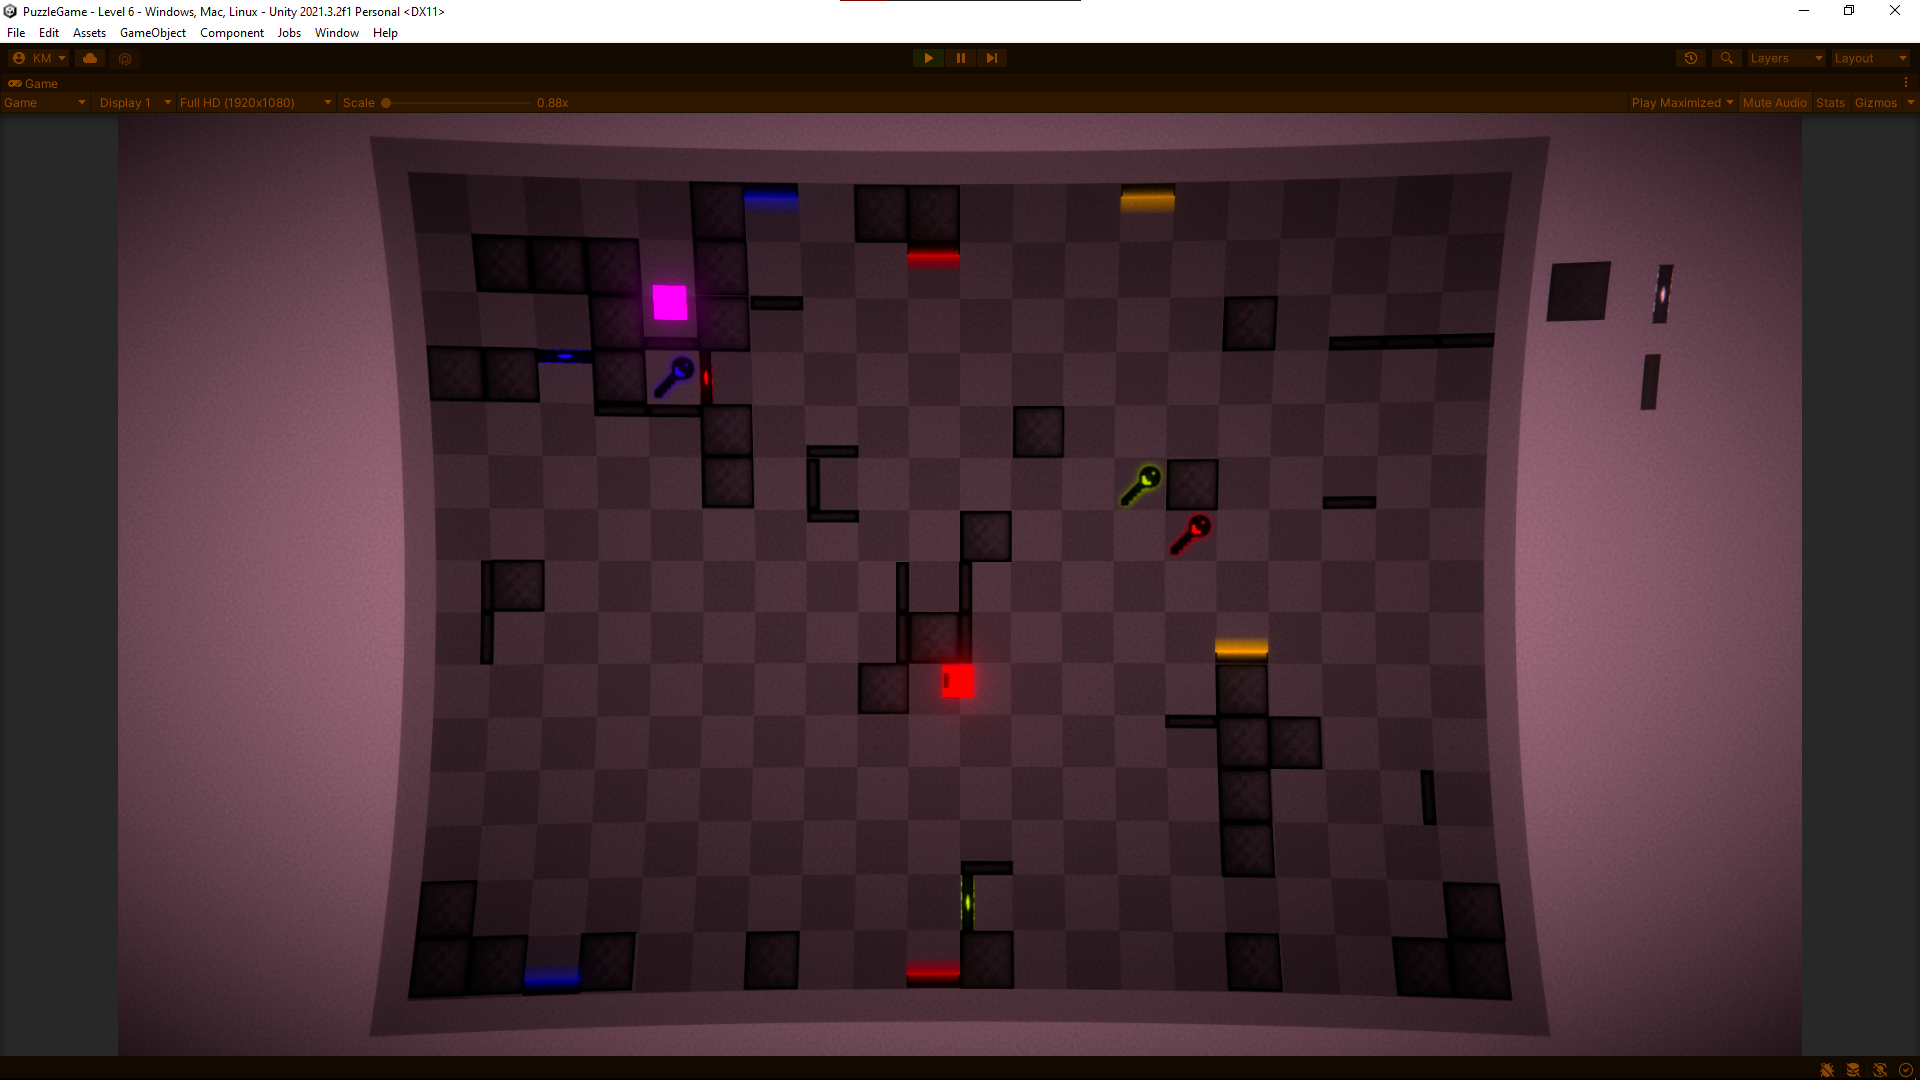 PuzzleGame - Level 6 - Windows, Mac, Linux - Unity 2021.3.2f1 Personal <DX11>
File Edit Assets GameObject Component Jobs Window Help
KM Layers Layout
Game
Game Display 1 Full HD (1920x1080) Scale 0.88x Play Maximized Mute Audio Stats Gizmos